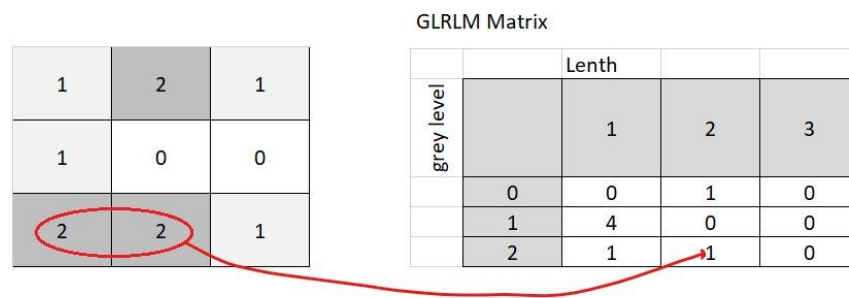 GLRLM Matrix
Lenth
1 2 1
1 0 0
2 2 1
grey level
1 2 3
0 0 1 0
1 4 0 0
2 1 1 0